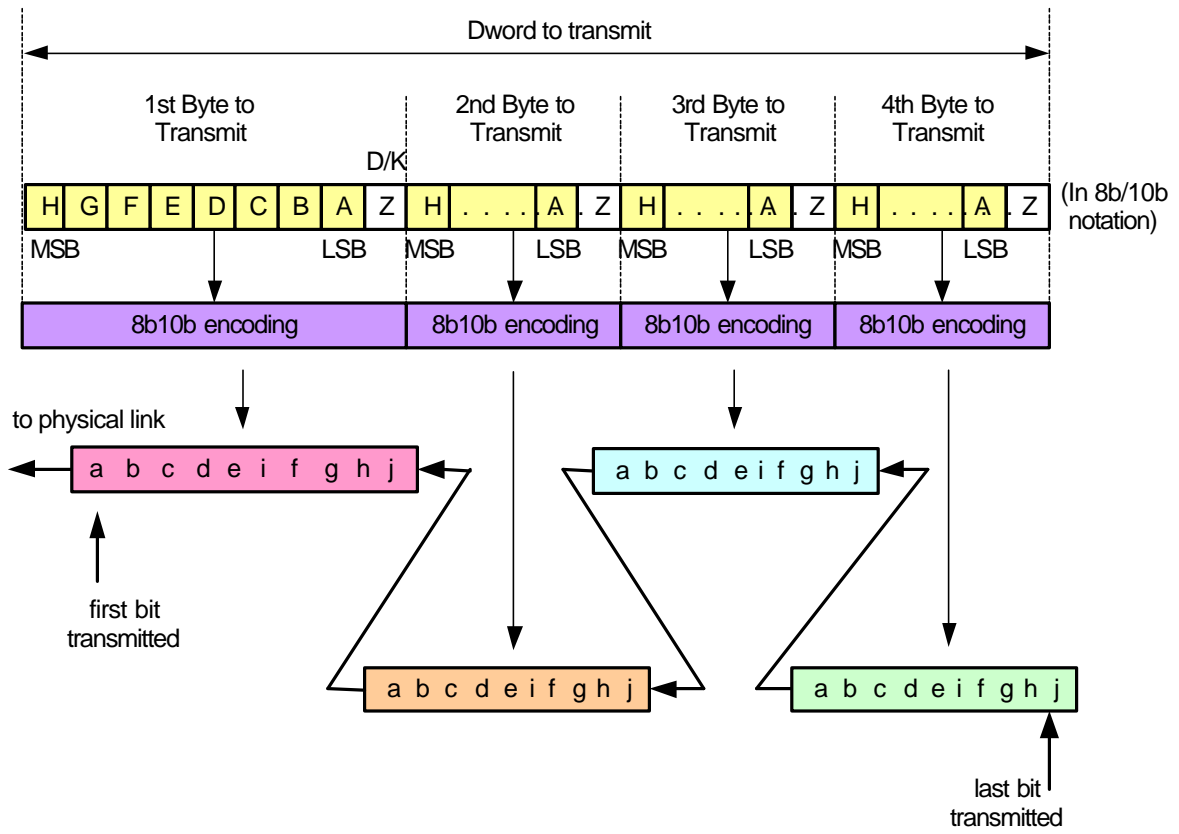 Dword to transmit
1st Byte to
Transmit
2nd Byte to
Transmit
3rd Byte to
Transmit
4th Byte to
Transmit
D/K
H G F E D C B A Z H . . . . . . A . Z H . . . . . A . Z H . . . . . A . Z
(In 8b/10b
notation)
MSB LSB MSB LSB MSB LSB MSB LSB
8b10b encoding 8b10b encoding 8b10b encoding 8b10b encoding
to physical link
a b c d e i f g h j
a b c d e i f g h j
first bit
transmitted
a b c d e i f g h j
a b c d e i f g h j
last bit
transmitted